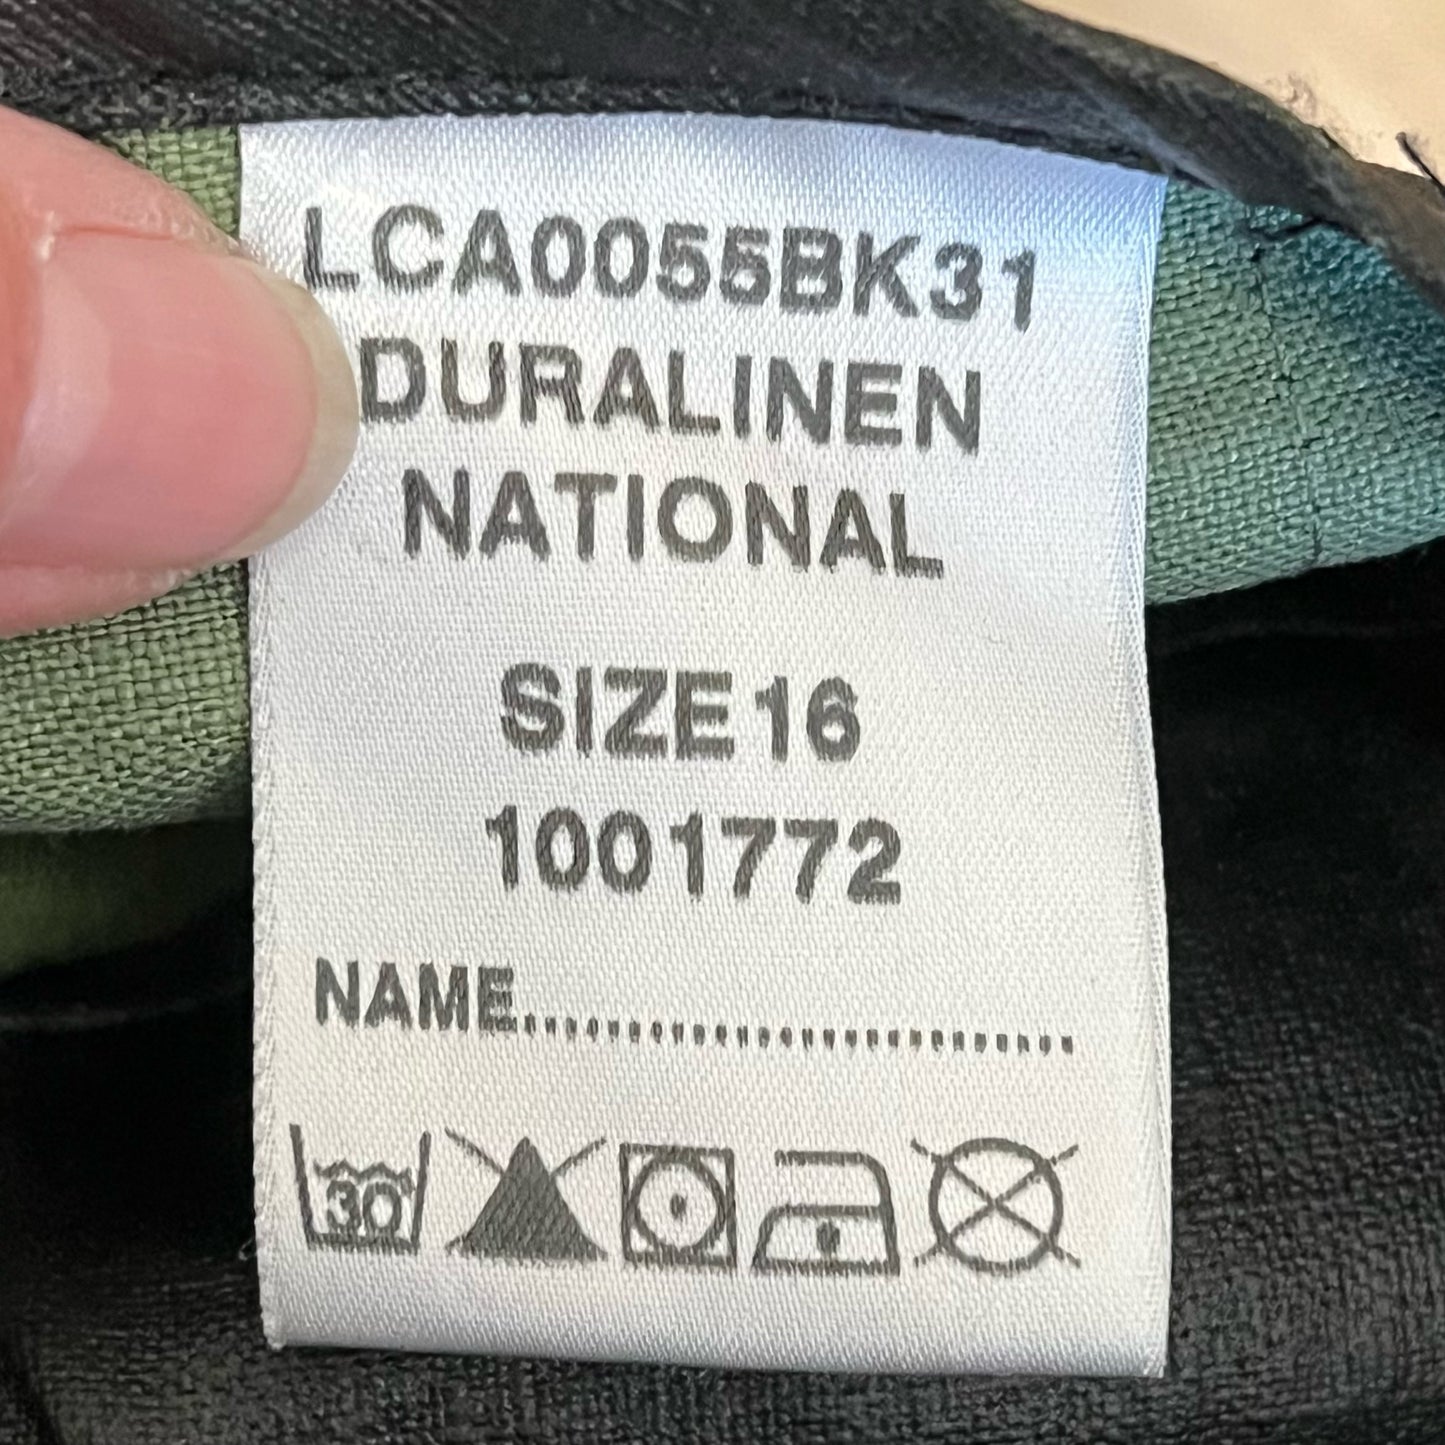 LCA0055BK31
DURALINEN
NATIONAL
SIZE 16
1001772
NAME..............................
30